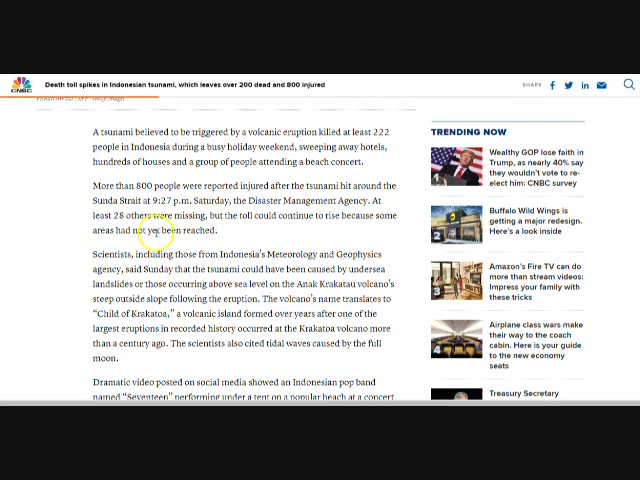 CNBC
Death toll spikes in Indonesian tsunami, which leaves over 200 dead and 800 injured
SHARE
A tsunami believed to be triggered by a volcanic eruption killed at least 222
people in Indonesia during a busy holiday weekend, sweeping away hotels,
hundreds of houses and a group of people attending a beach concert.
More than 800 people were reported injured after the tsunami hit around the
Sunda Strait at 9:27 p.m. Saturday, the Disaster Management Agency. At
least 28 others were missing, but the toll could continue to rise because some
areas had not yet been reached.
Scientists, including those from Indonesia's Meteorology and Geophysics
agency, said Sunday that the tsunami could have been caused by undersea
landslides or those occurring above sea level on the Anak Krakatau volcano's
steep outside slope following the eruption. The volcano's name translates to
"Child of Krakatoa," a volcanic island formed over years after one of the
largest eruptions in recorded history occurred at the Krakatoa volcano more
than a century ago. The scientists also cited tidal waves caused by the full
moon.
Dramatic video posted on social media showed an Indonesian pop band
named "Seventeen" performing under a tent on a popular beach at a concert
TRENDING NOW
1
Wealthy GOP lose faith in
Trump, as nearly 40% say
they wouldn't vote to re-
elect him: CNBC survey
2
Buffalo Wild Wings is
getting a major redesign.
Here's a look inside
3
Amazon's Fire TV can do
more than stream videos:
Impress your family with
these tricks
4
Airplane class wars make
their way to the coach
cabin. Here is your guide
to the new economy
seats
Treasury Secretary